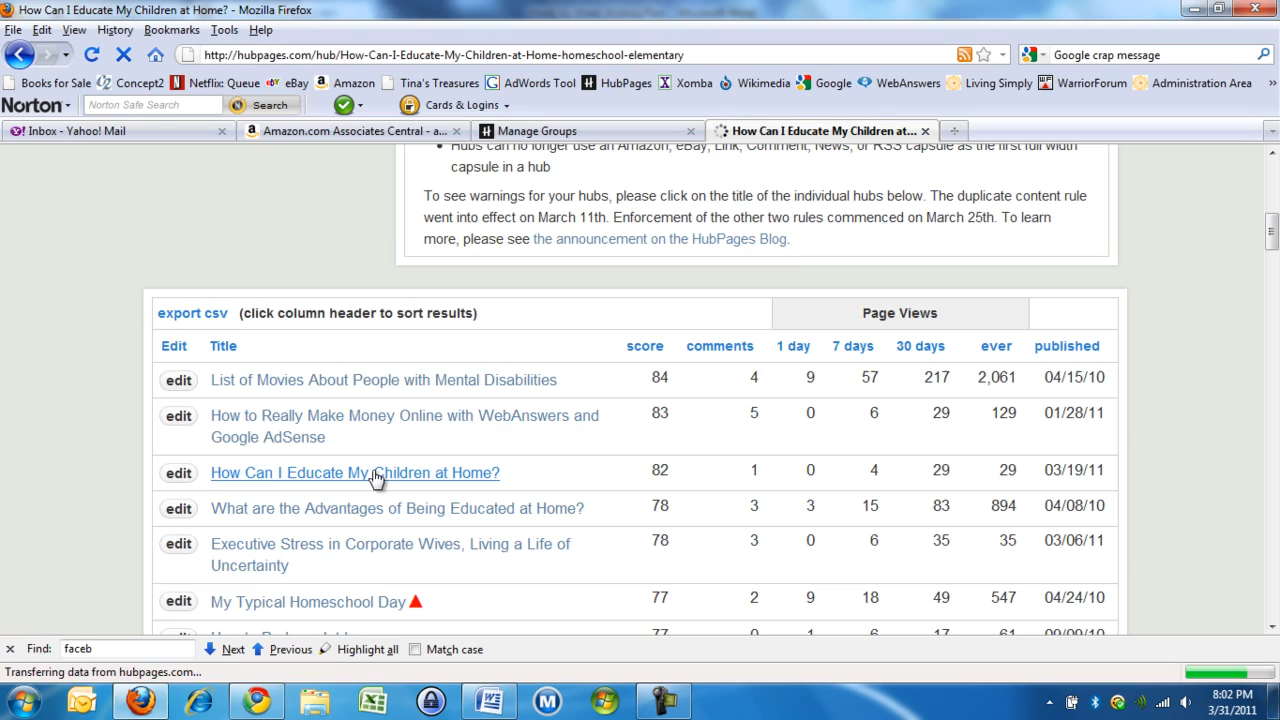 How Can I Educate My Children at Home? - Mozilla Firefox
File Edit View History Bookmarks Tools Help
http://hubpages.com/hub/How-Can-I-Educate-My-Children-at-Home-homeschool-elementary
Google crap message
Books for Sale Concept2 Netflix Queue eBay Amazon Tina's Treasures AdWords Tool HubPages Xomba Wikimedia Google WebAnswers Living Simply WarriorForum Administration Area »
Norton Norton Safe Search Search Cards & Logins
Inbox - Yahoo! Mail Amazon.com Associates Central - a... Manage Groups How Can I Educate My Children at...
Hubs can no longer use an Amazon, eBay, Link, Comment, News, or RSS capsule as the first full width
capsule in a hub
To see warnings for your hubs, please click on the title of the individual hubs below. The duplicate content rule
went into effect on March 11th. Enforcement of the other two rules commenced on March 25th. To learn
more, please see the announcement on the HubPages Blog.
export csv (click column header to sort results) Page Views
Edit Title score comments 1 day 7 days 30 days ever published
edit List of Movies About People with Mental Disabilities 84 4 9 57 217 2,061 04/15/10
edit How to Really Make Money Online with WebAnswers and 83 5 0 6 29 129 01/28/11
Google AdSense
edit How Can I Educate My Children at Home? 82 1 0 4 29 29 03/19/11
edit What are the Advantages of Being Educated at Home? 78 3 3 15 83 894 04/08/10
edit Executive Stress in Corporate Wives, Living a Life of 78 3 0 6 35 35 03/06/11
Uncertainty
edit My Typical Homeschool Day 77 2 9 18 49 547 04/24/10
77 0 1 6 17 61 09/09/10
Find: faceb Next Previous Highlight all Match case
Transferring data from hubpages.com...
8:02 PM
3/31/2011